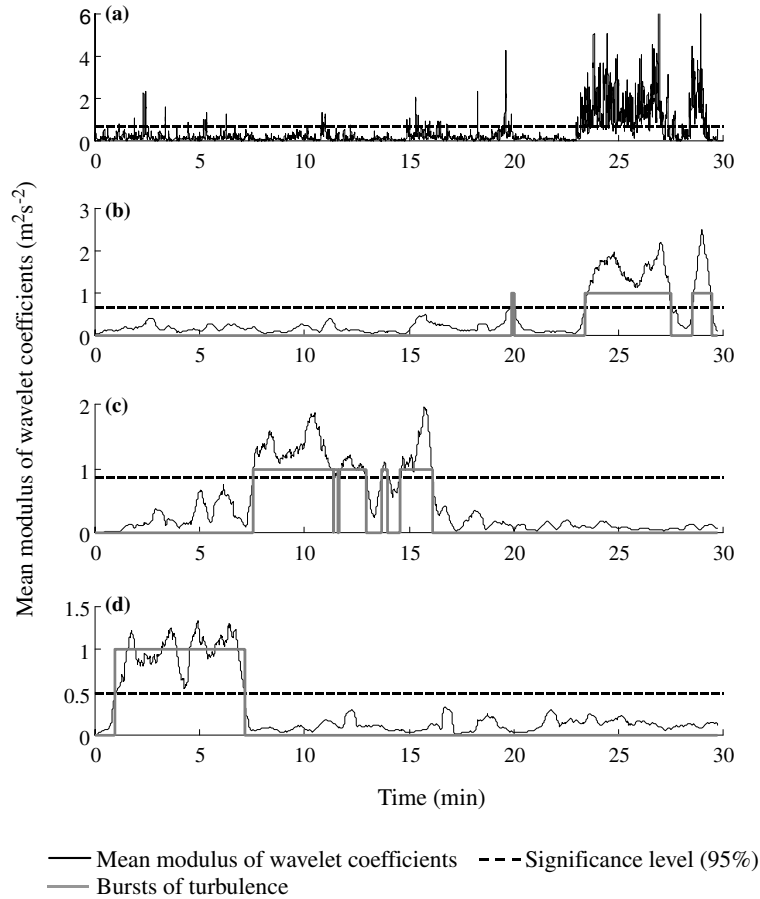 (a)
6
4
2
0
0 5 10 15 20 25 30
(b)
3
2
1
0
0 5 10 15 20 25 30
(c)
2
1
0
0 5 10 15 20 25 30
(d)
1.5
1
0.5
0
0 5 10 15 20 25 30
Mean modulus of wavelet coefficients (m²s⁻²)
Time (min)
Mean modulus of wavelet coefficients
Significance level (95%)
Bursts of turbulence